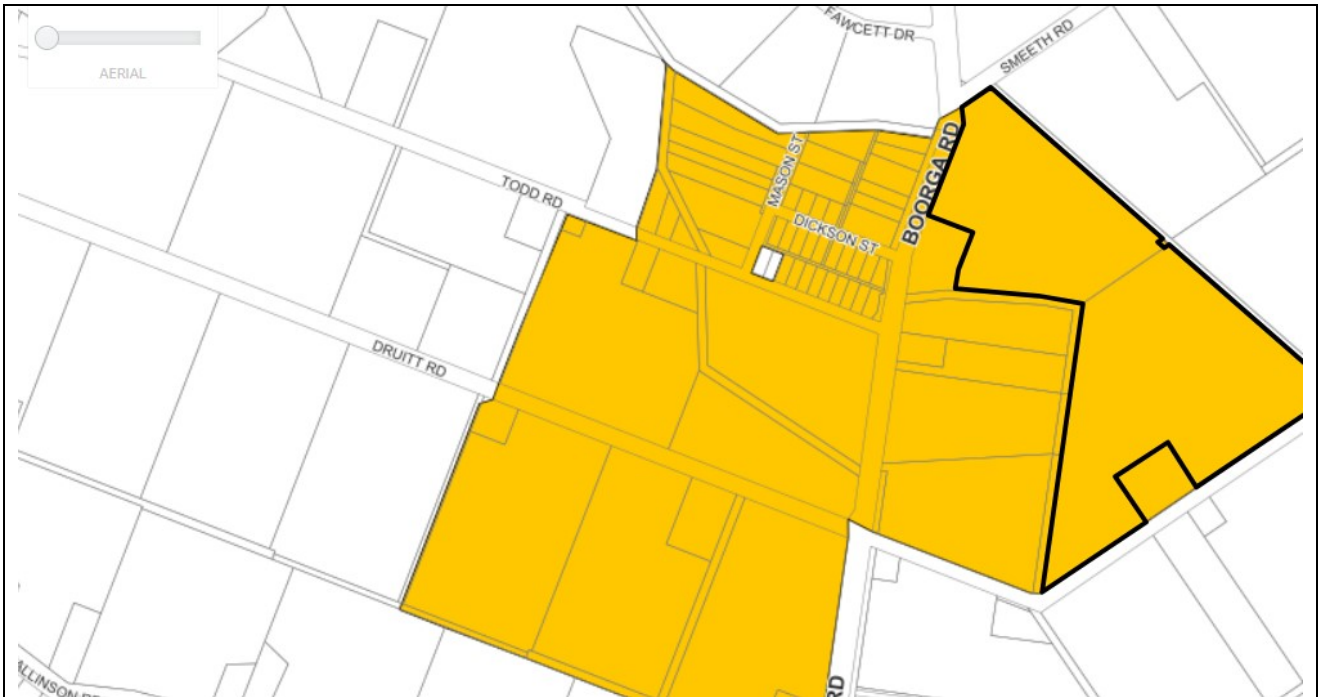 FAWCETT DR
SMEETH RD
AERIAL
BOORGA RD
MASON ST
TODD RD
DICKSON ST
DRUITT RD
RD